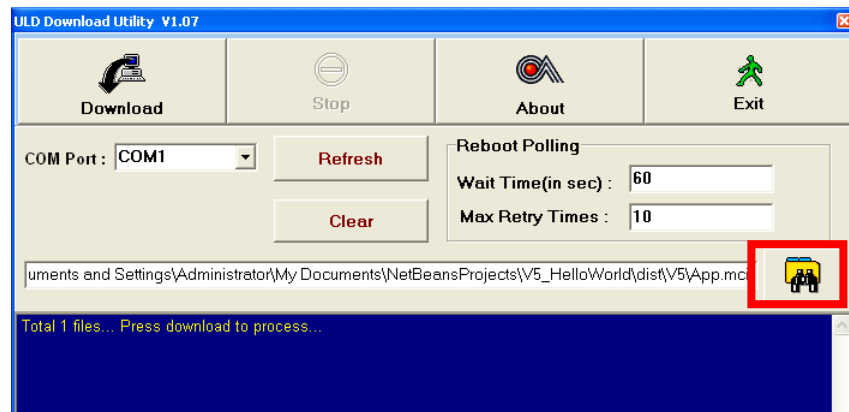 ULD Download Utility V1.07
Download
Stop
About
Exit
COM Port :
COM1
Refresh
Clear
Reboot Polling
Wait Time(in sec) :
60
Max Retry Times :
10
uments and Settings\Administrator\My Documents\NetBeansProjects\V5_HelloWorld\dist\V5\App.mci
Total 1 files... Press download to process...